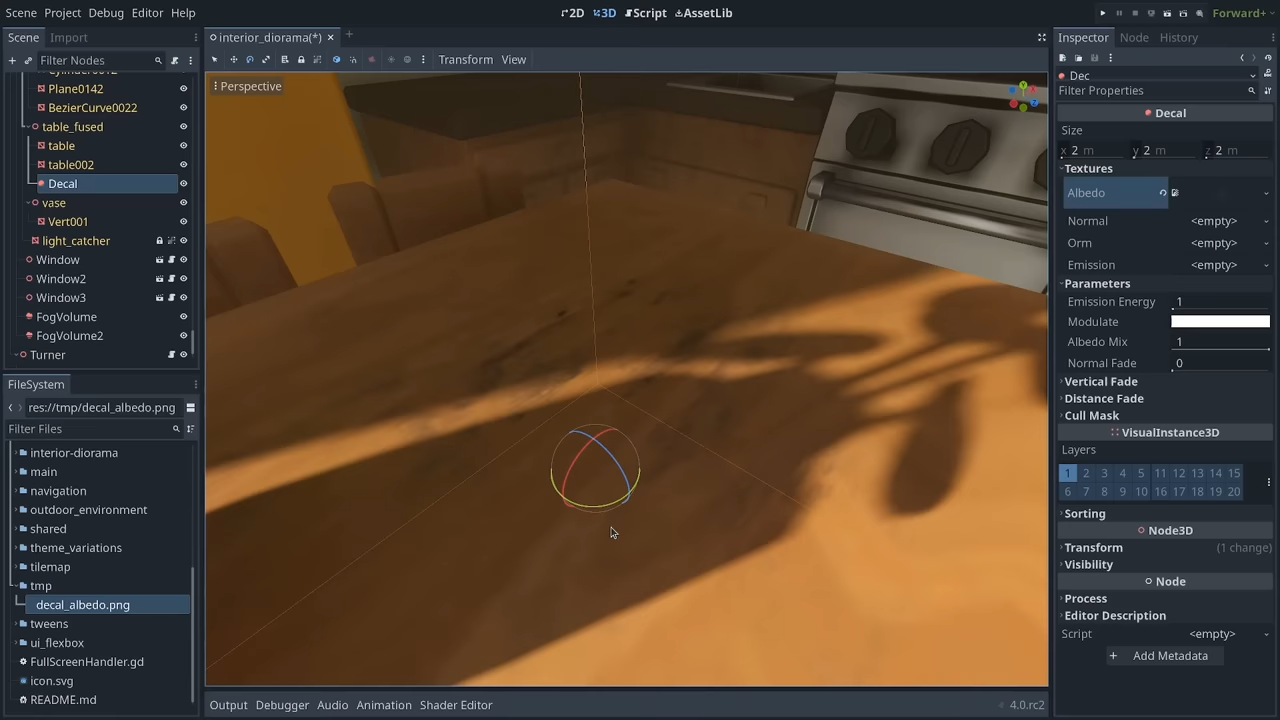 Scene Project Debug Editor Help
2D 3D Script AssetLib
Forward+
Scene Import
Filter Nodes
Plane0142
BezierCurve0022
table_fused
table
table002
Decal
vase
Vert001
light_catcher
Window
Window2
Window3
FogVolume
FogVolume2
Turner
FileSystem
res://tmp/decal_albedo.png
Filter Files
interior-diorama
main
navigation
outdoor_environment
shared
theme_variations
tilemap
tmp
decal_albedo.png
tweens
ui_flexbox
FullScreenHandler.gd
icon.svg
README.md
interior_diorama(*)
Transform View
Perspective
Output Debugger Audio Animation Shader Editor
4.0.rc2
Inspector Node History
Dec
Filter Properties
Decal
Size
x 2 m y 2 m z 2 m
Textures
Albedo
Normal <empty>
Orm <empty>
Emission <empty>
Parameters
Emission Energy 1
Modulate
Albedo Mix 1
Normal Fade 0
Vertical Fade
Distance Fade
Cull Mask
VisualInstance3D
Layers
1 2 3 4 5 11 12 13 14 15
6 7 8 9 10 16 17 18 19 20
Sorting
Node3D
Transform (1 change)
Visibility
Node
Process
Editor Description
Script <empty>
+ Add Metadata